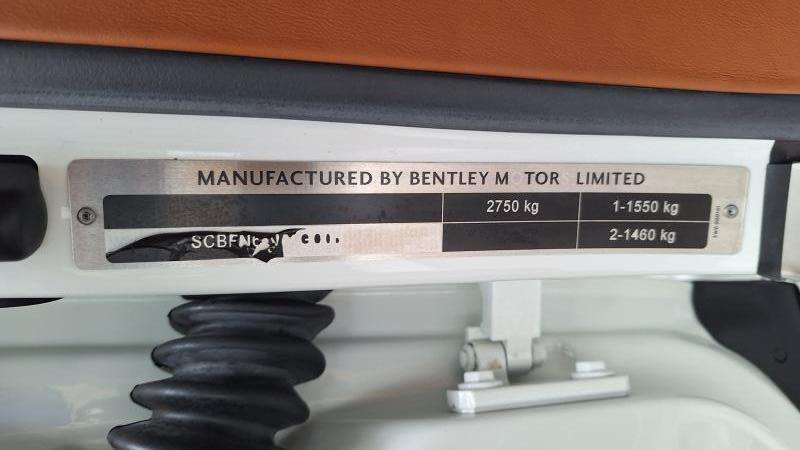 MANUFACTURED BY BENTLEY M TOR LIMITED
2750 kg 1-1550 kg
2-1460 kg